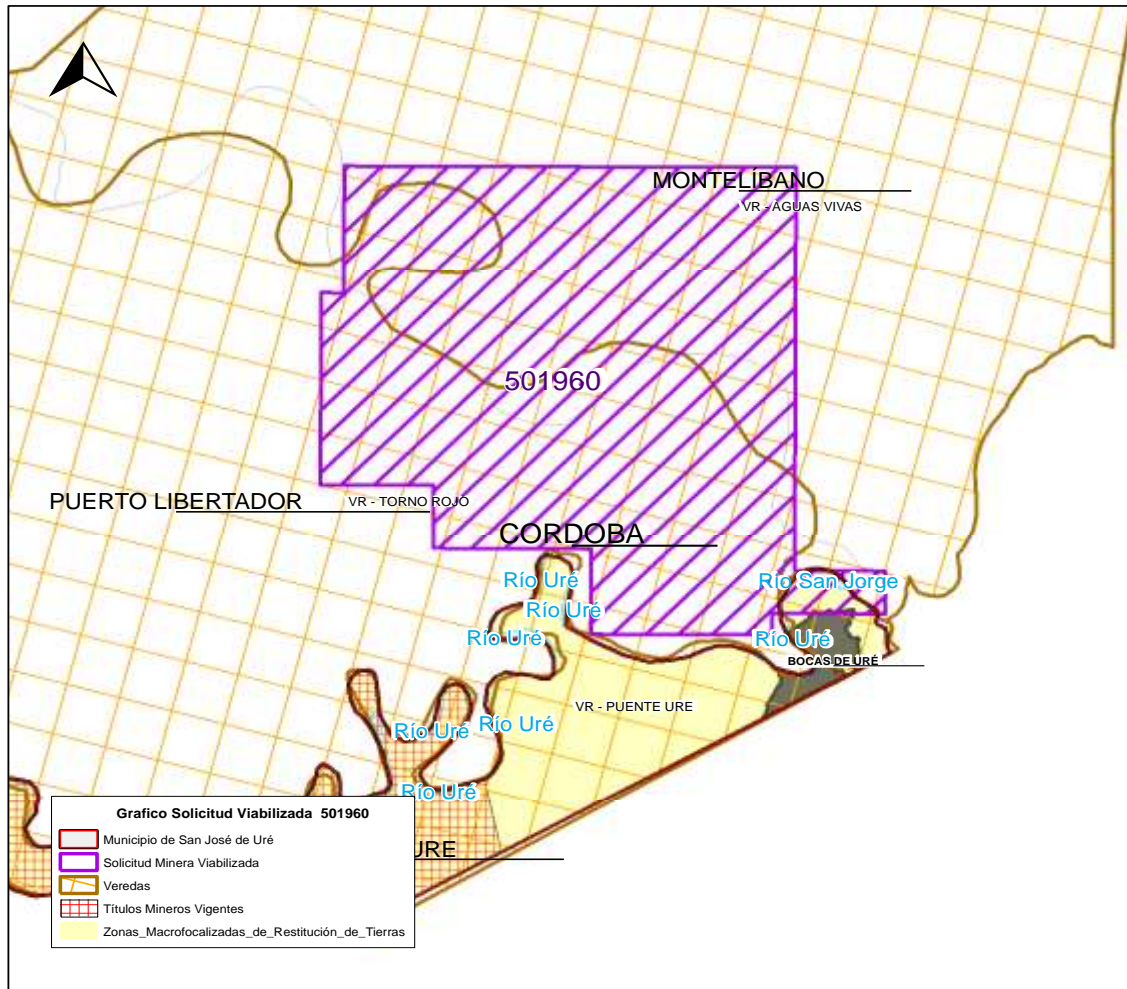 MONTELÍBANO
VR - AGUAS VIVAS
501960
PUERTO LIBERTADOR
VR - TORNO ROJO
CORDOBA
Río Uré
Río San Jorge
Río Uré
Río Uré
Río Uré
BOCAS DE URÉ
VR - PUENTE URE
Río Uré
Río Uré
Río Uré
Grafico Solicitud Viabilizada 501960
Municipio de San José de Uré
Solicitud Minera Viabilizada
Veredas
Títulos Mineros Vigentes
Zonas_Macrofocalizadas_de_Restitución_de_Tierras
URE